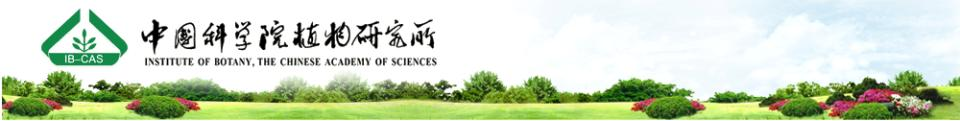 中国科学院植物研究所
INSTITUTE OF BOTANY, THE CHINESE ACADEMY OF SCIENCES
IB-CAS